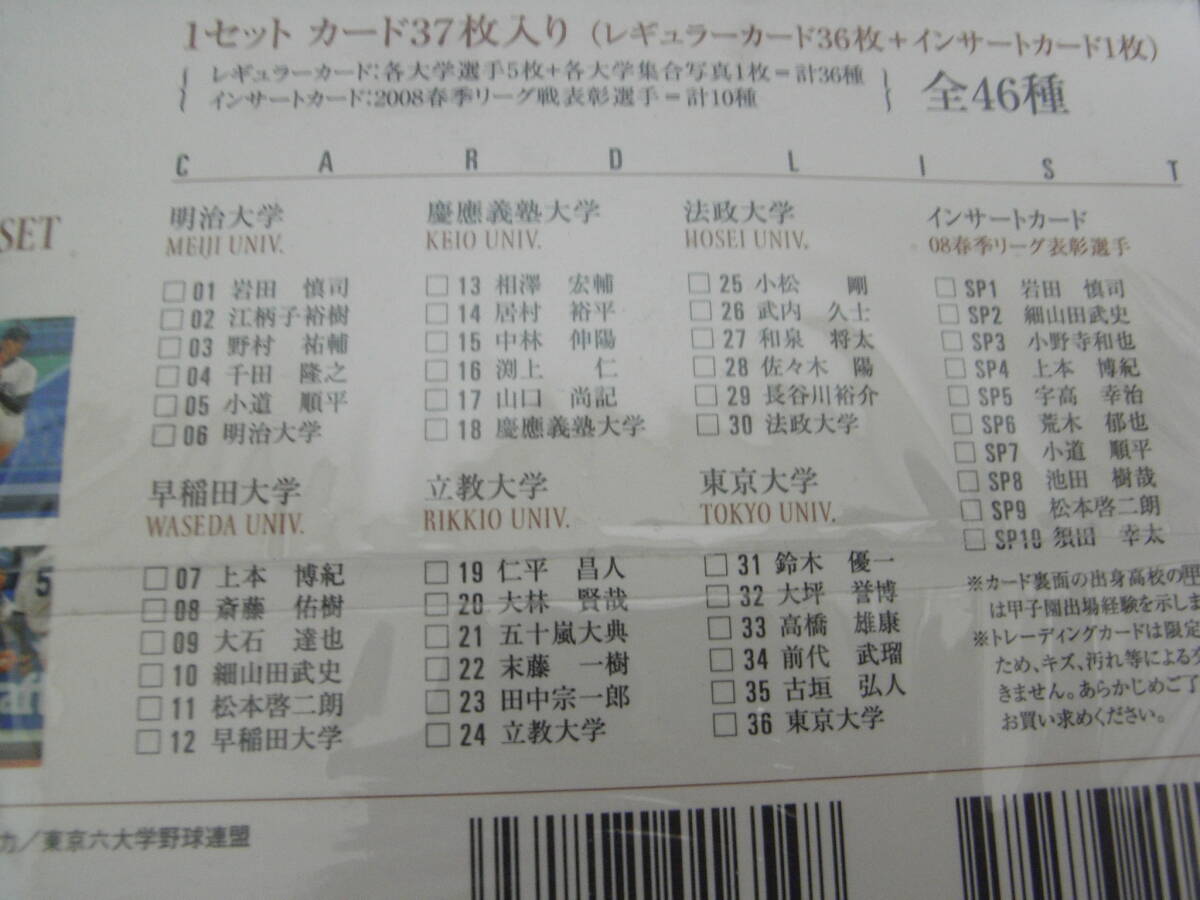 1セット カード37枚入り（レギュラーカード36枚＋インサートカード1枚）
レギュラーカード：各大学選手5枚＋各大学集合写真1枚＝計36種
インサートカード：2008春季リーグ戦表彰選手＝計10種
全46種
CARD LIST
SET
明治大学
MEIJI UNIV.
□01 岩田 慎司
□02 江柄子裕樹
□03 野村 祐輔
□04 千田 隆之
□05 小道 順平
□06 明治大学
慶應義塾大学
KEIO UNIV.
□13 相澤 宏輔
□14 居村 裕平
□15 中林 伸陽
□16 渕上 仁
□17 山口 尚記
□18 慶應義塾大学
法政大学
HOSEI UNIV.
□25 小松 剛
□26 武内 久士
□27 和泉 将太
□28 佐々木 陽
□29 長谷川裕介
□30 法政大学
インサートカード
08春季リーグ表彰選手
□SP1 岩田 慎司
□SP2 細山田武史
□SP3 小野寺和也
□SP4 上本 博紀
□SP5 宇高 幸治
□SP6 荒木 郁也
□SP7 小道 順平
□SP8 池田 樹哉
□SP9 松本啓二朗
□SP10 須田 幸太
早稲田大学
WASEDA UNIV.
□07 上本 博紀
□08 斎藤 佑樹
□09 大石 達也
□10 細山田武史
□11 松本啓二朗
□12 早稲田大学
立教大学
RIKKIO UNIV.
□19 仁平 昌人
□20 大林 賢哉
□21 五十嵐大典
□22 末藤 一樹
□23 田中宗一郎
□24 立教大学
東京大学
TOKYO UNIV.
□31 鈴木 優一
□32 大坪 誉博
□33 高橋 雄康
□34 前代 武瑠
□35 古垣 弘人
□36 東京大学
※カード裏面の出身高校の
は甲子園出場経験を示しま
※トレーディングカードは限定
ため、キズ、汚れ等による
きません。あらかじめご了
お買い求めください。
力／東京六大学野球連盟
5